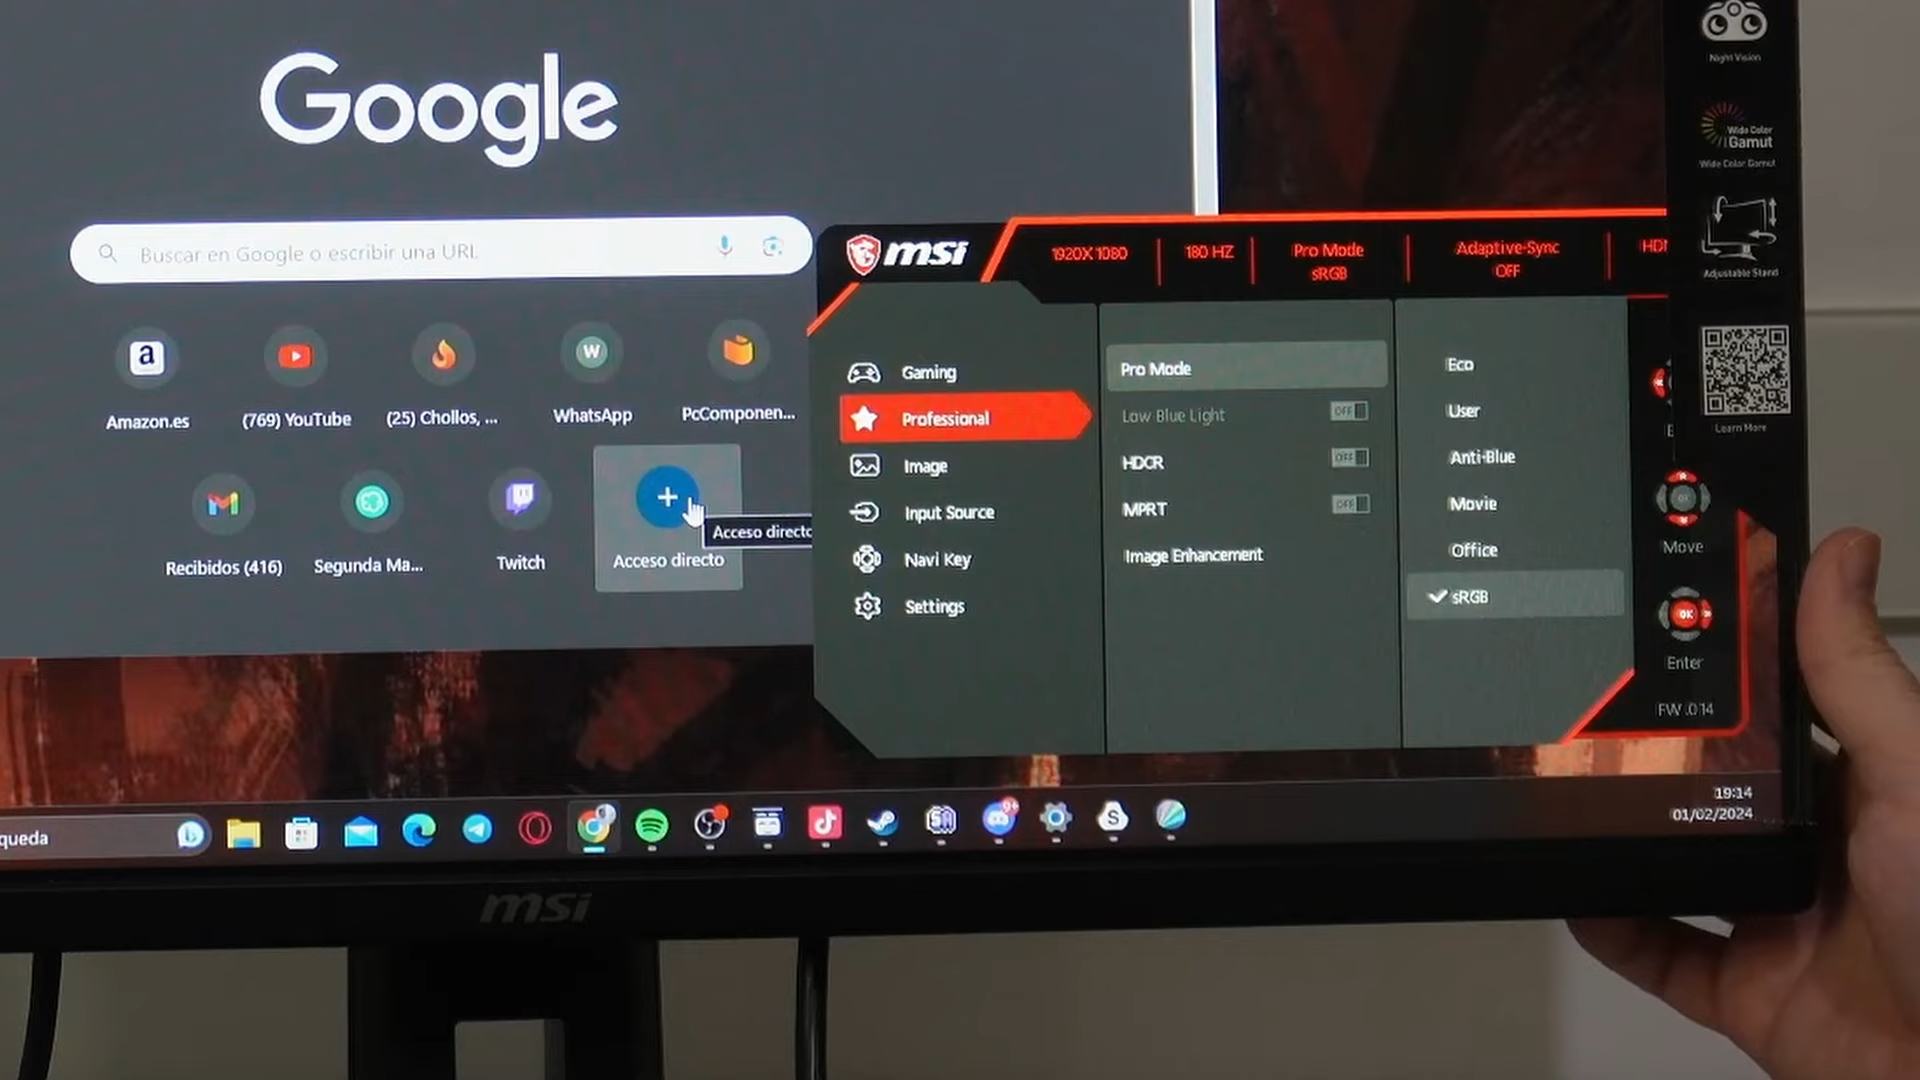 Google
Buscar en Google o escribir una URL
Amazon.es
(769) YouTube
(25) Chollos, ...
W
WhatsApp
PcComponen...
Recibidos (416)
Segunda Ma...
Twitch
Acceso directo
Acceso directo
msi
1920X1080
180 HZ
Pro Mode
sRGB
Adaptive-Sync
OFF
Gaming
Professional
Image
Input Source
Navi Key
Settings
Pro Mode
Low Blue Light
OFF
HDCR
OFF
MPRT
OFF
Image Enhancement
Eco
User
Anti-Blue
Movie
Office
sRGB
Move
OK
Enter
FW .014
Night Vision
Wide Color
Gamut
Wide Color Gamut
Adjustable Stand
Learn More
queda
19:14
01/02/2024
msi